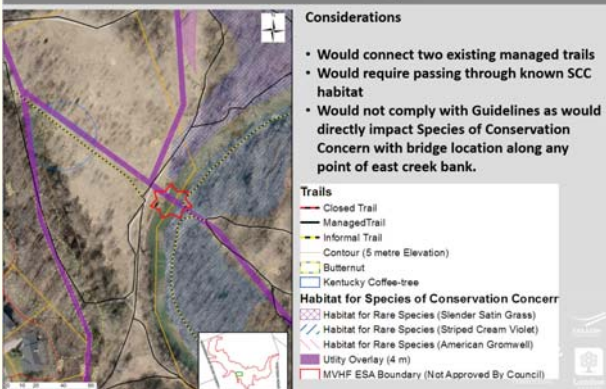 Considerations
• Would connect two existing managed trails
• Would require passing through known SCC
habitat
• Would not comply with Guidelines as would
directly impact Species of Conservation
Concern with bridge location along any
point of east creek bank.
Trails
Closed Trail
ManagedTrail
Informal Trail
Contour (5 metre Elevation)
Butternut
Kentucky Coffee-tree
Habitat for Species of Conservation Concern
Habitat for Rare Species (Slender Satin Grass)
Habitat for Rare Species (Striped Cream Violet)
Habitat for Rare Species (American Gromwell)
Utlity Overlay (4 m)
MVHF ESA Boundary (Not Approved By Council)